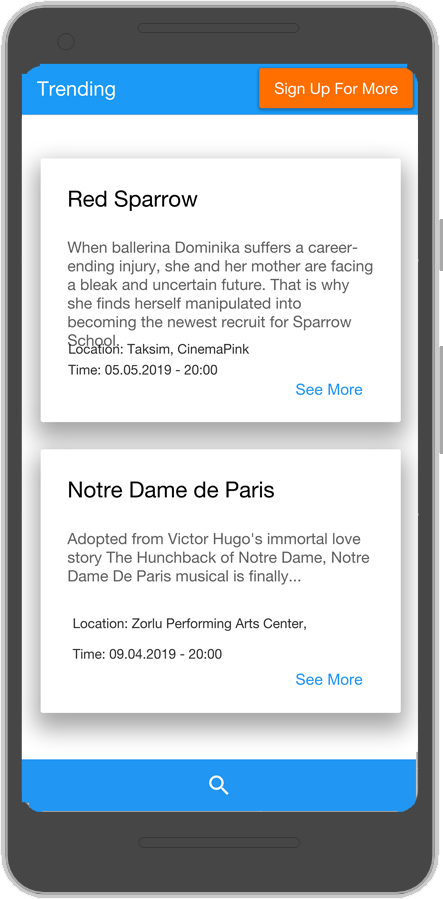 Trending
Sign Up For More
Red Sparrow
When ballerina Dominika suffers a career-
ending injury, she and her mother are facing
a bleak and uncertain future. That is why
she finds herself manipulated into
becoming the newest recruit for Sparrow
School.
Location: Taksim, CinemaPink
Time: 05.05.2019 - 20:00
See More
Notre Dame de Paris
Adopted from Victor Hugo's immortal love
story The Hunchback of Notre Dame, Notre
Dame De Paris musical is finally...
Location: Zorlu Performing Arts Center,
Time: 09.04.2019 - 20:00
See More